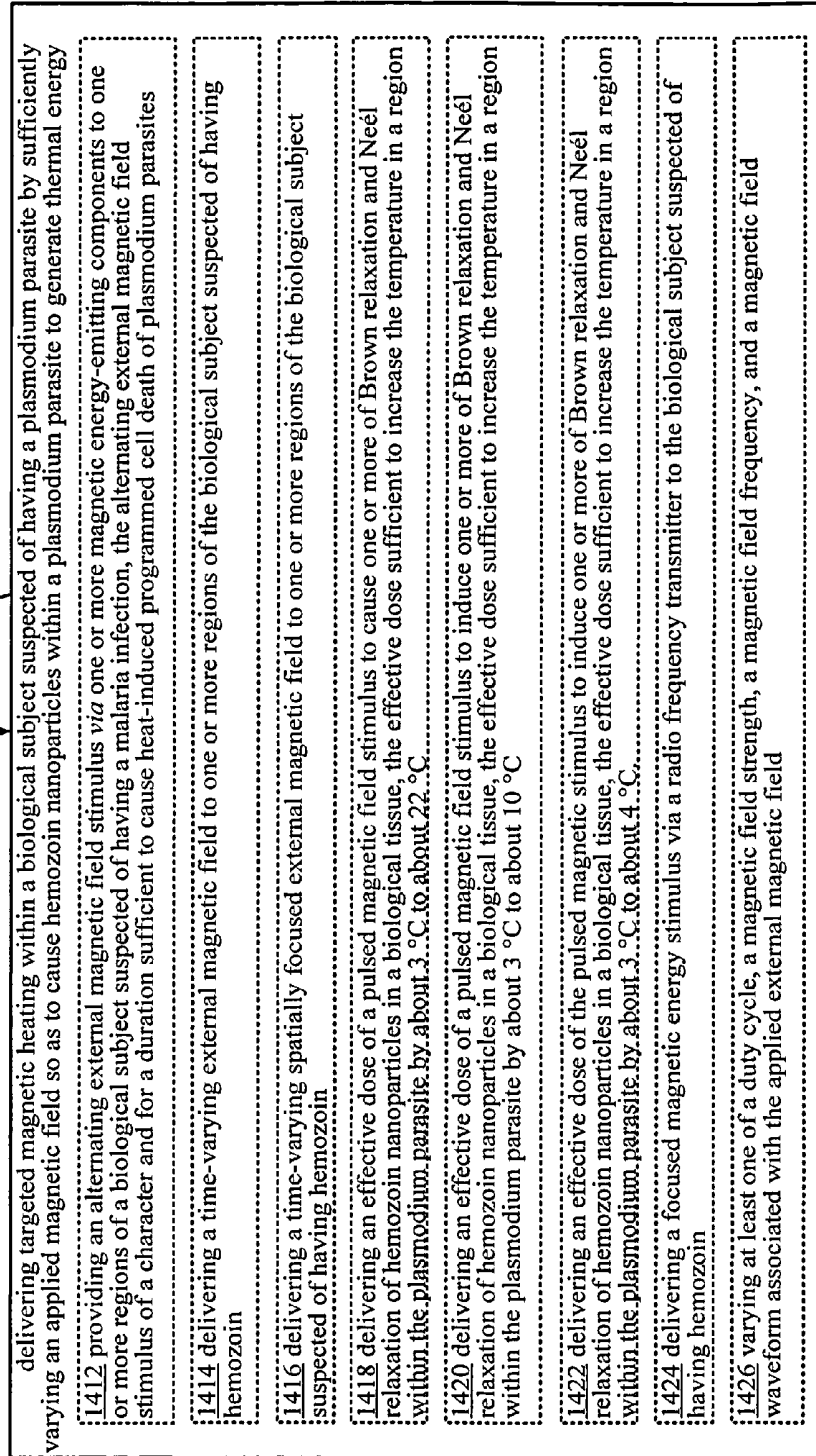 delivering targeted magnetic heating within a biological subject suspected of having a plasmodium parasite by sufficiently
varying an applied magnetic field so as to cause hemozoin nanoparticles within a plasmodium parasite to generate thermal energy
1412 providing an alternating external magnetic field stimulus via one or more magnetic energy-emitting components to one
or more regions of a biological subject suspected of having a malaria infection, the alternating external magnetic field
stimulus of a character and for a duration sufficient to cause heat-induced programmed cell death of plasmodium parasites
1414 delivering a time-varying external magnetic field to one or more regions of the biological subject suspected of having
hemozoin
1416 delivering a time-varying spatially focused external magnetic field to one or more regions of the biological subject
suspected of having hemozoin
1418 delivering an effective dose of a pulsed magnetic field stimulus to cause one or more of Brown relaxation and Neél
relaxation of hemozoin nanoparticles in a biological tissue, the effective dose sufficient to increase the temperature in a region
within the plasmodium parasite by about 3 °C to about 22 °C
1420 delivering an effective dose of a pulsed magnetic field stimulus to induce one or more of Brown relaxation and Neél
relaxation of hemozoin nanoparticles in a biological tissue, the effective dose sufficient to increase the temperature in a region
within the plasmodium parasite by about 3 °C to about 10 °C
1422 delivering an effective dose of the pulsed magnetic stimulus to induce one or more of Brown relaxation and Neél
relaxation of hemozoin nanoparticles in a biological tissue, the effective dose sufficient to increase the temperature in a region
within the plasmodium parasite by about 3 °C to about 4 °C.
1424 delivering a focused magnetic energy stimulus via a radio frequency transmitter to the biological subject suspected of
having hemozoin
1426 varying at least one of a duty cycle, a magnetic field strength, a magnetic field frequency, and a magnetic field
waveform associated with the applied external magnetic field